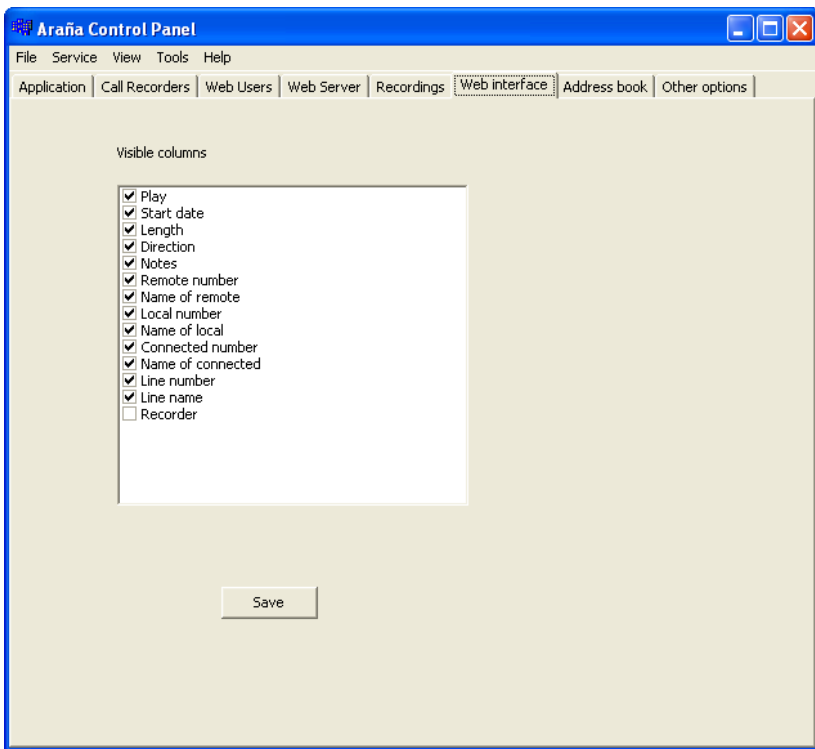 Araña Control Panel
File Service View Tools Help
Application Call Recorders Web Users Web Server Recordings Web interface Address book Other options
Visible columns
Play
Start date
Length
Direction
Notes
Remote number
Name of remote
Local number
Name of local
Connected number
Name of connected
Line number
Line name
Recorder
Save